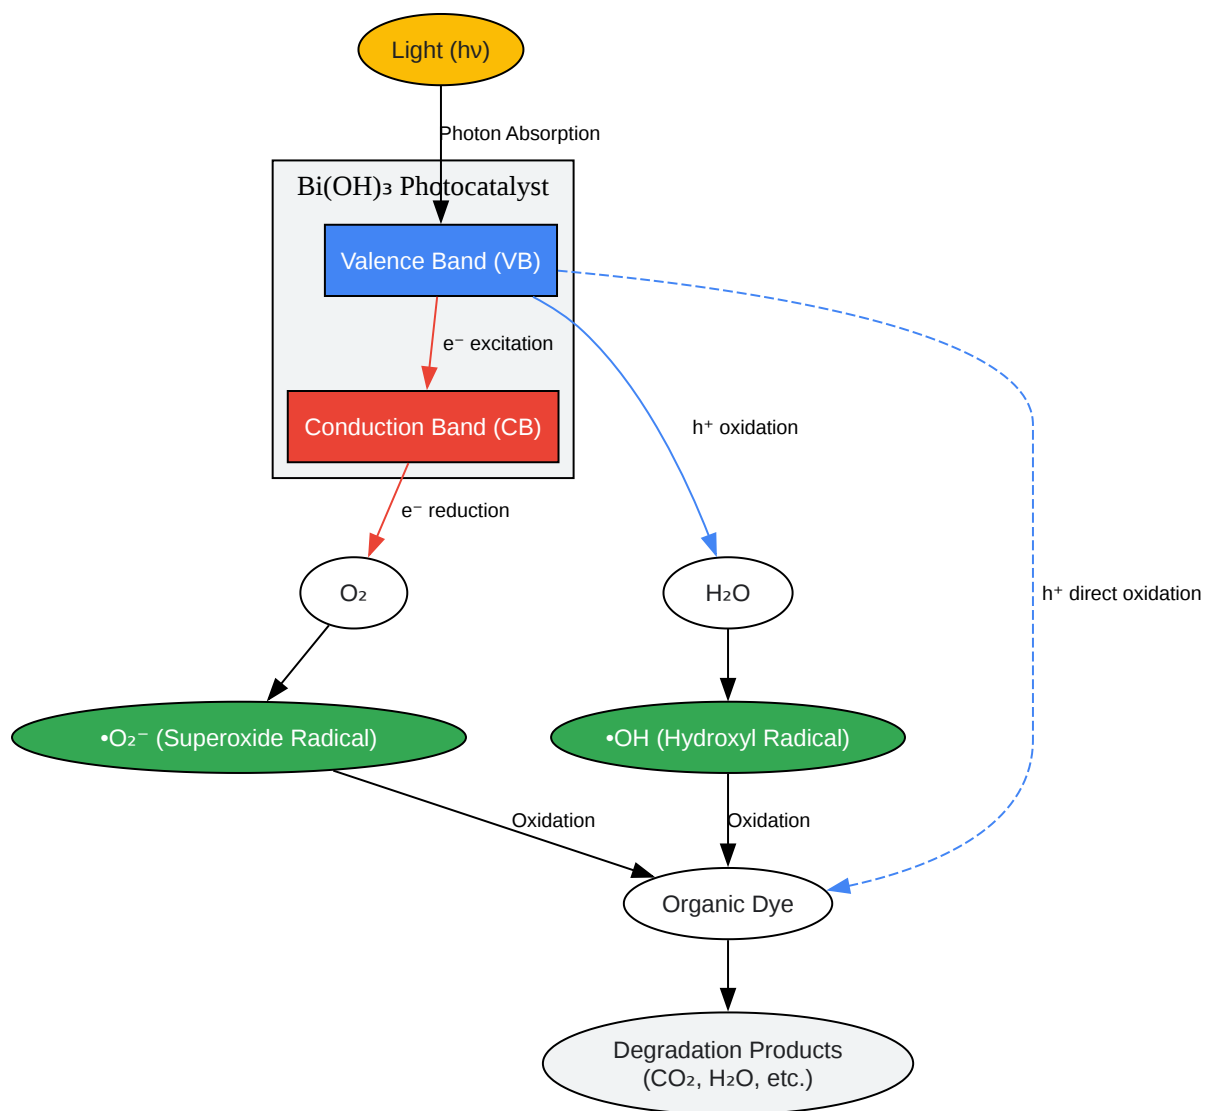 Light (hν)
Photon Absorption
Bi(OH)₃ Photocatalyst
Valence Band (VB)
e⁻ excitation
Conduction Band (CB)
h⁺ oxidation
e⁻ reduction
O₂
H₂O
h⁺ direct oxidation
•O₂⁻ (Superoxide Radical)
•OH (Hydroxyl Radical)
Oxidation
Oxidation
Organic Dye
Degradation Products
(CO₂, H₂O, etc.)